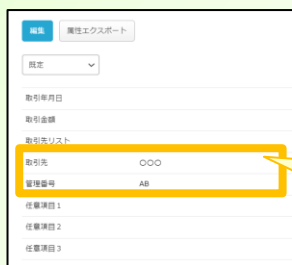 編集 属性エクスポート
既定
取引年月日
取引金額
取引先リスト
取引先 〇〇〇
管理番号 AB
任意項目1
任意項目2
任意項目3